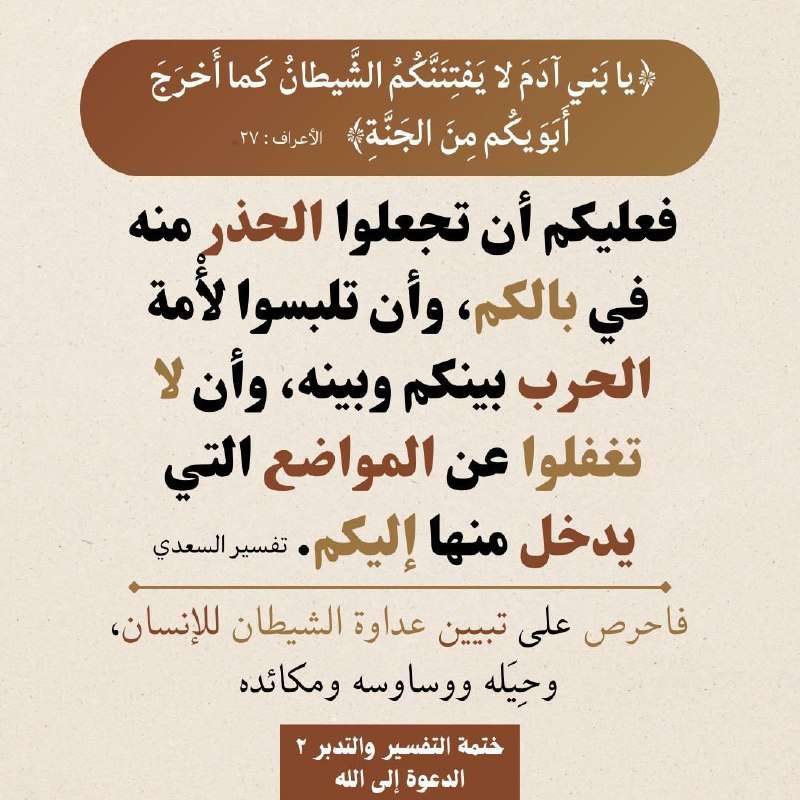 ﴿يا بَني آدَمَ لا يَفتِنَنَّكُمُ الشَّيطانُ كَما أَخرَجَ
أَبَوَيكُم مِنَ الجَنَّةِ﴾ الأعراف: ٢٧
فعليكم أن تجعلوا الحذر منه
في بالكم، وأن تلبسوا لأْمة
الحرب بينكم وبينه، وأن لا
تغفلوا عن المواضع التي
يدخل منها إليكم. تفسير السعدي
فاحرص على تبيين عداوة الشيطان للإنسان،
وحِيَله ووساوسه ومكائده
ختمة التفسير والتدبر ٢
الدعوة إلى الله